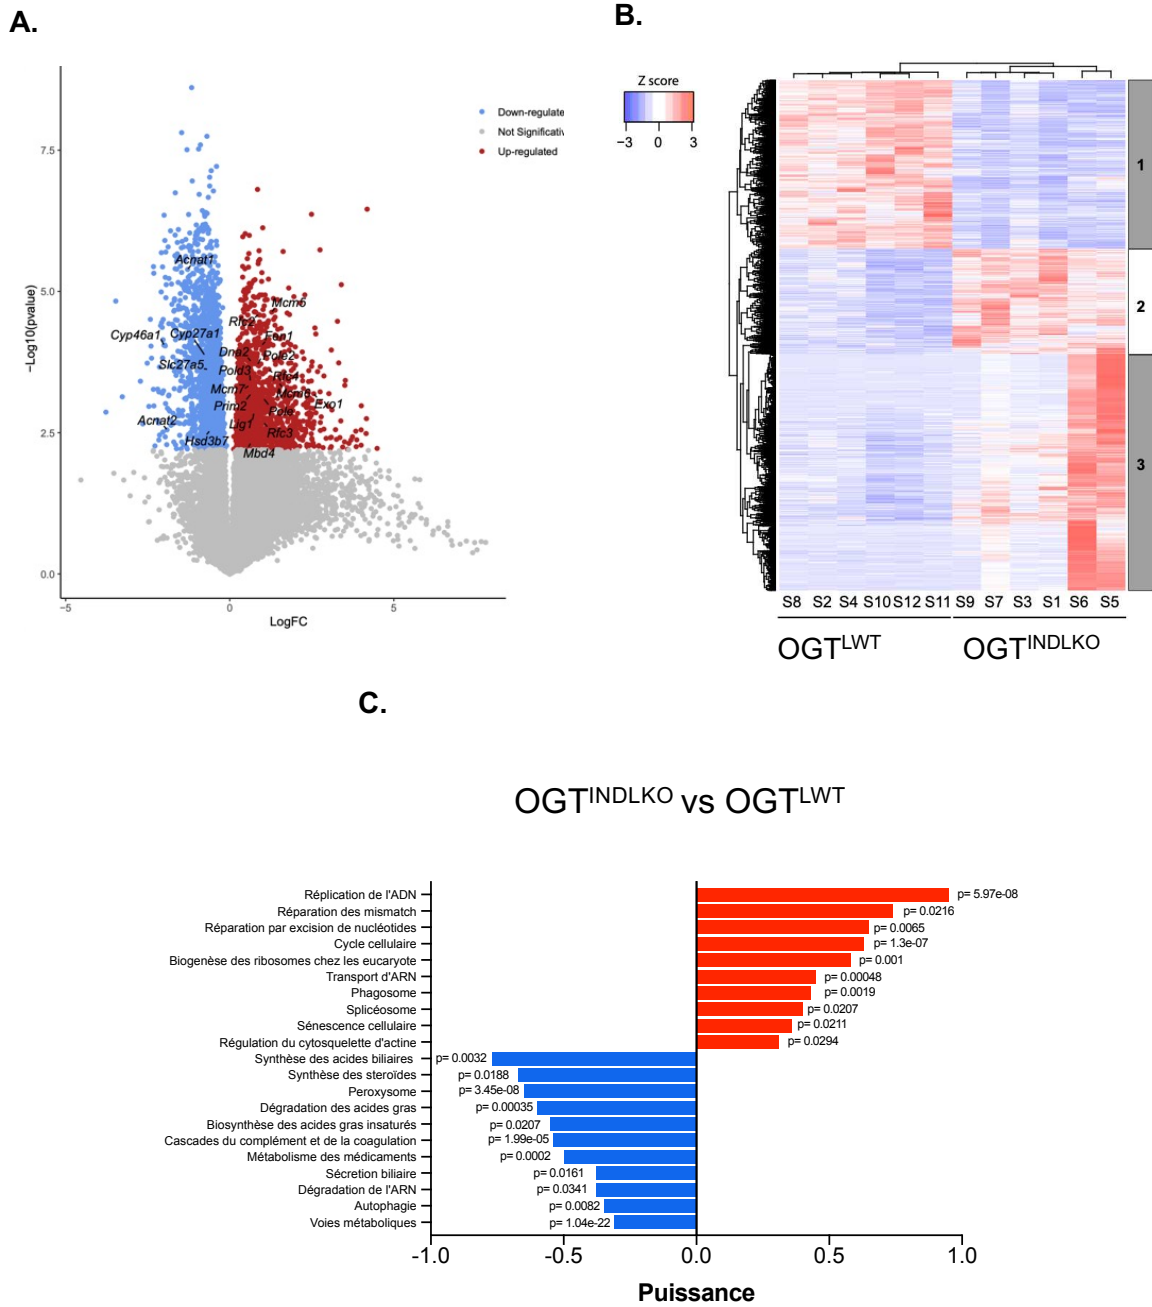 A.
B.
7.5
5.0
2.5
0.0
−Log10(pvalue)
-5
0
5
LogFC
Down-regulate
Not Significativ
Up-regulated
Acnat1
Cyp46a1
Cyp27a1
Slc27a5
Acnat2
Hsd3b7
Mcm5
Rfc2
Fen1
Dna2
Pole2
Pold3
Rfc4
Mcm7
Prim2
Exo1
Pole
Lig1
Rfc3
Mbd4
Z score
−3
0
3
1
2
3
S8 S2 S4 S10 S12 S11 S9 S7 S3 S1 S6 S5
OGTLWT
OGTINDLKO
C.
OGTINDLKO vs OGTLWT
Réplication de l'ADN p= 5.97e-08
Réparation des mismatch p= 0.0216
Réparation par excision de nucléotides p= 0.0065
Cycle cellulaire p= 1.3e-07
Biogenèse des ribosomes chez les eucaryote p= 0.001
Transport d'ARN p= 0.00048
Phagosome p= 0.0019
Splicéosome p= 0.0207
Sénescence cellulaire p= 0.0211
Régulation du cytosquelette d'actine p= 0.0294
Synthèse des acides biliaires p= 0.0032
Synthèse des steroïdes p= 0.0188
Peroxysome p= 3.45e-08
Dégradation des acides gras p= 0.00035
Biosynthèse des acides gras insaturés p= 0.0207
Cascades du complément et de la coagulation p= 1.99e-05
Métabolisme des médicaments p= 0.0002
Sécretion biliaire p= 0.0161
Dégradation de l'ARN p= 0.0341
Autophagie p= 0.0082
Voies métaboliques p= 1.04e-22
-1.0 -0.5 0.0 0.5 1.0
Puissance